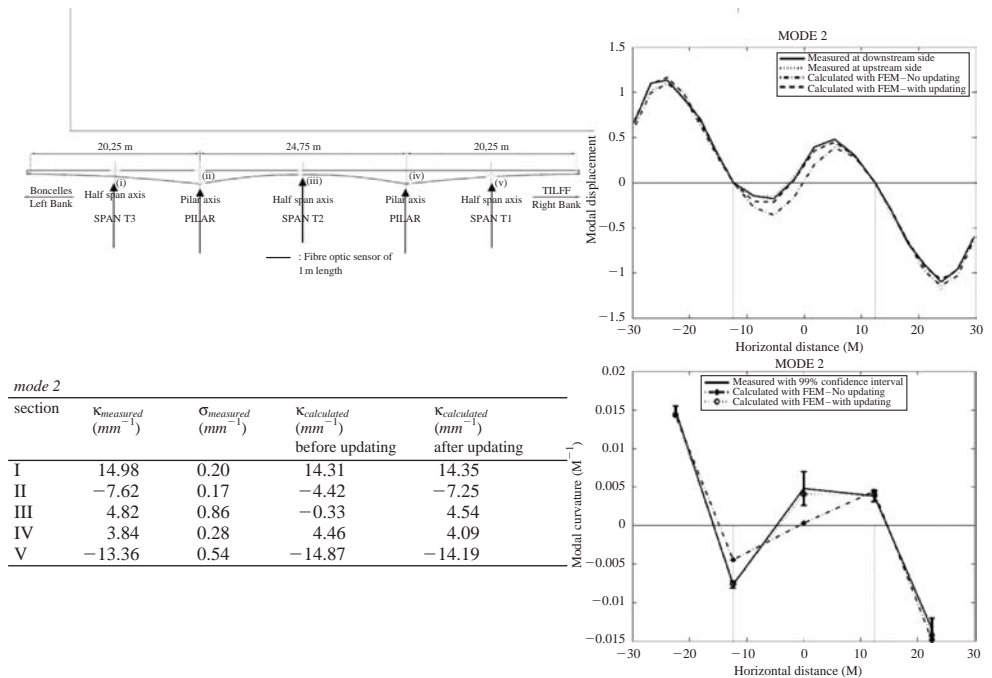 20,25 m 24,75 m 20,25 m
(i) (ii) (iii) (iv) (v)
Boncelles
Left Bank
Half span axis
Pilar axis
Half span axis
Pilar axis
Half span axis
TILFF
Right Bank
SPAN T3
PILAR
SPAN T2
PILAR
SPAN T1
: Fibre optic sensor of
1 m length
mode 2
section κmeasured σmeasured κcalculated κcalculated
(mm−1) (mm−1) (mm−1) (mm−1)
before updating after updating
I 14.98 0.20 14.31 14.35
II −7.62 0.17 −4.42 −7.25
III 4.82 0.86 −0.33 4.54
IV 3.84 0.28 4.46 4.09
V −13.36 0.54 −14.87 −14.19
MODE 2
Measured at downstream side
Measured at upstream side
Calculated with FEM−No updating
Calculated with FEM−with updating
Modal displacement
1.5
1
0.5
0
−0.5
−1
−1.5
−30 −20 −10 0 10 20 30
Horizontal distance (M)
MODE 2
Measured with 99% confidence interval
Calculated with FEM−No updating
Calculated with FEM−with updating
Modal curvature (M−1)
0.02
0.015
0.01
0.005
0
−0.005
−0.01
−0.015
−30 −20 −10 0 10 20 30
Horizontal distance (M)